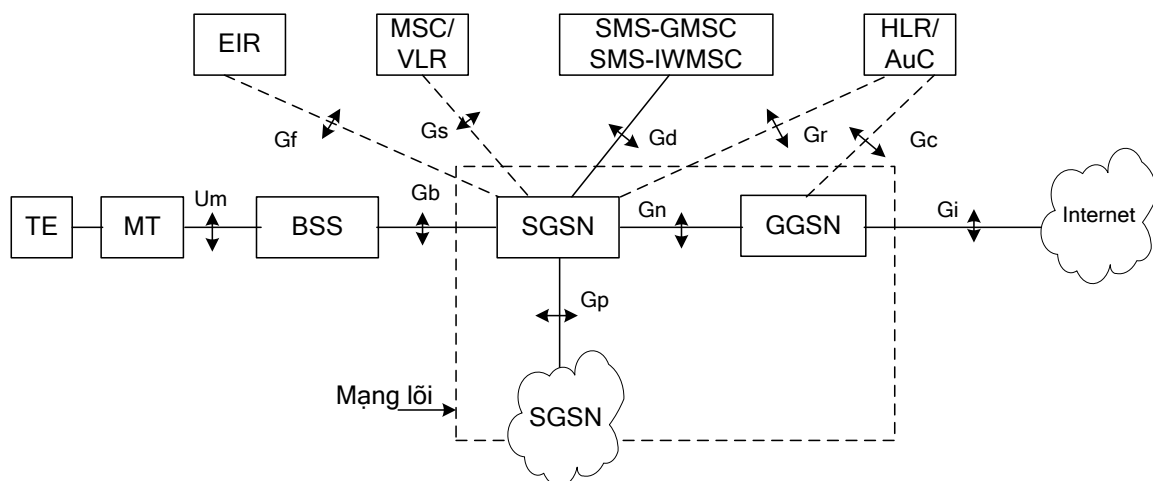 EIR
MSC/
VLR
SMS-GMSC
SMS-IWMSC
HLR/
AuC
Gf
Gs
Gd
Gr
Gc
TE
MT
Um
BSS
Gb
SGSN
Gn
GGSN
Gi
Internet
Gp
Mạng lõi
SGSN